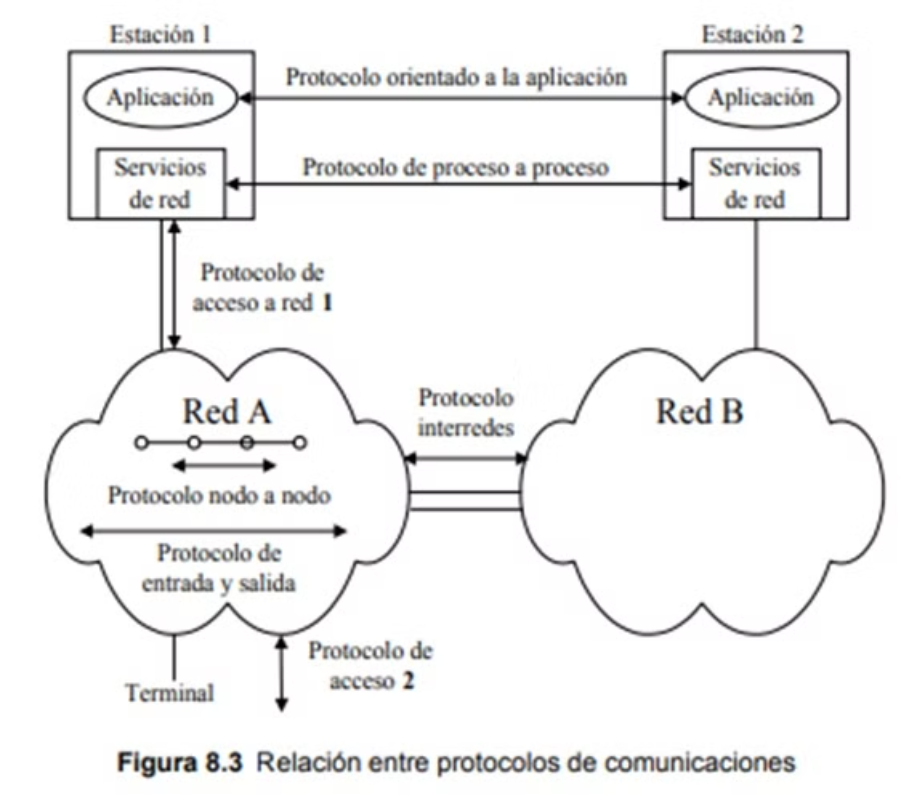 Estación 1
Estación 2
Aplicación
Protocolo orientado a la aplicación
Aplicación
Servicios
de red
Protocolo de proceso a proceso
Servicios
de red
Protocolo de
acceso a red 1
Red A
Protocolo
interredes
Red B
Protocolo nodo a nodo
Protocolo de
entrada y salida
Terminal
Protocolo de
acceso 2
Figura 8.3 Relación entre protocolos de comunicaciones